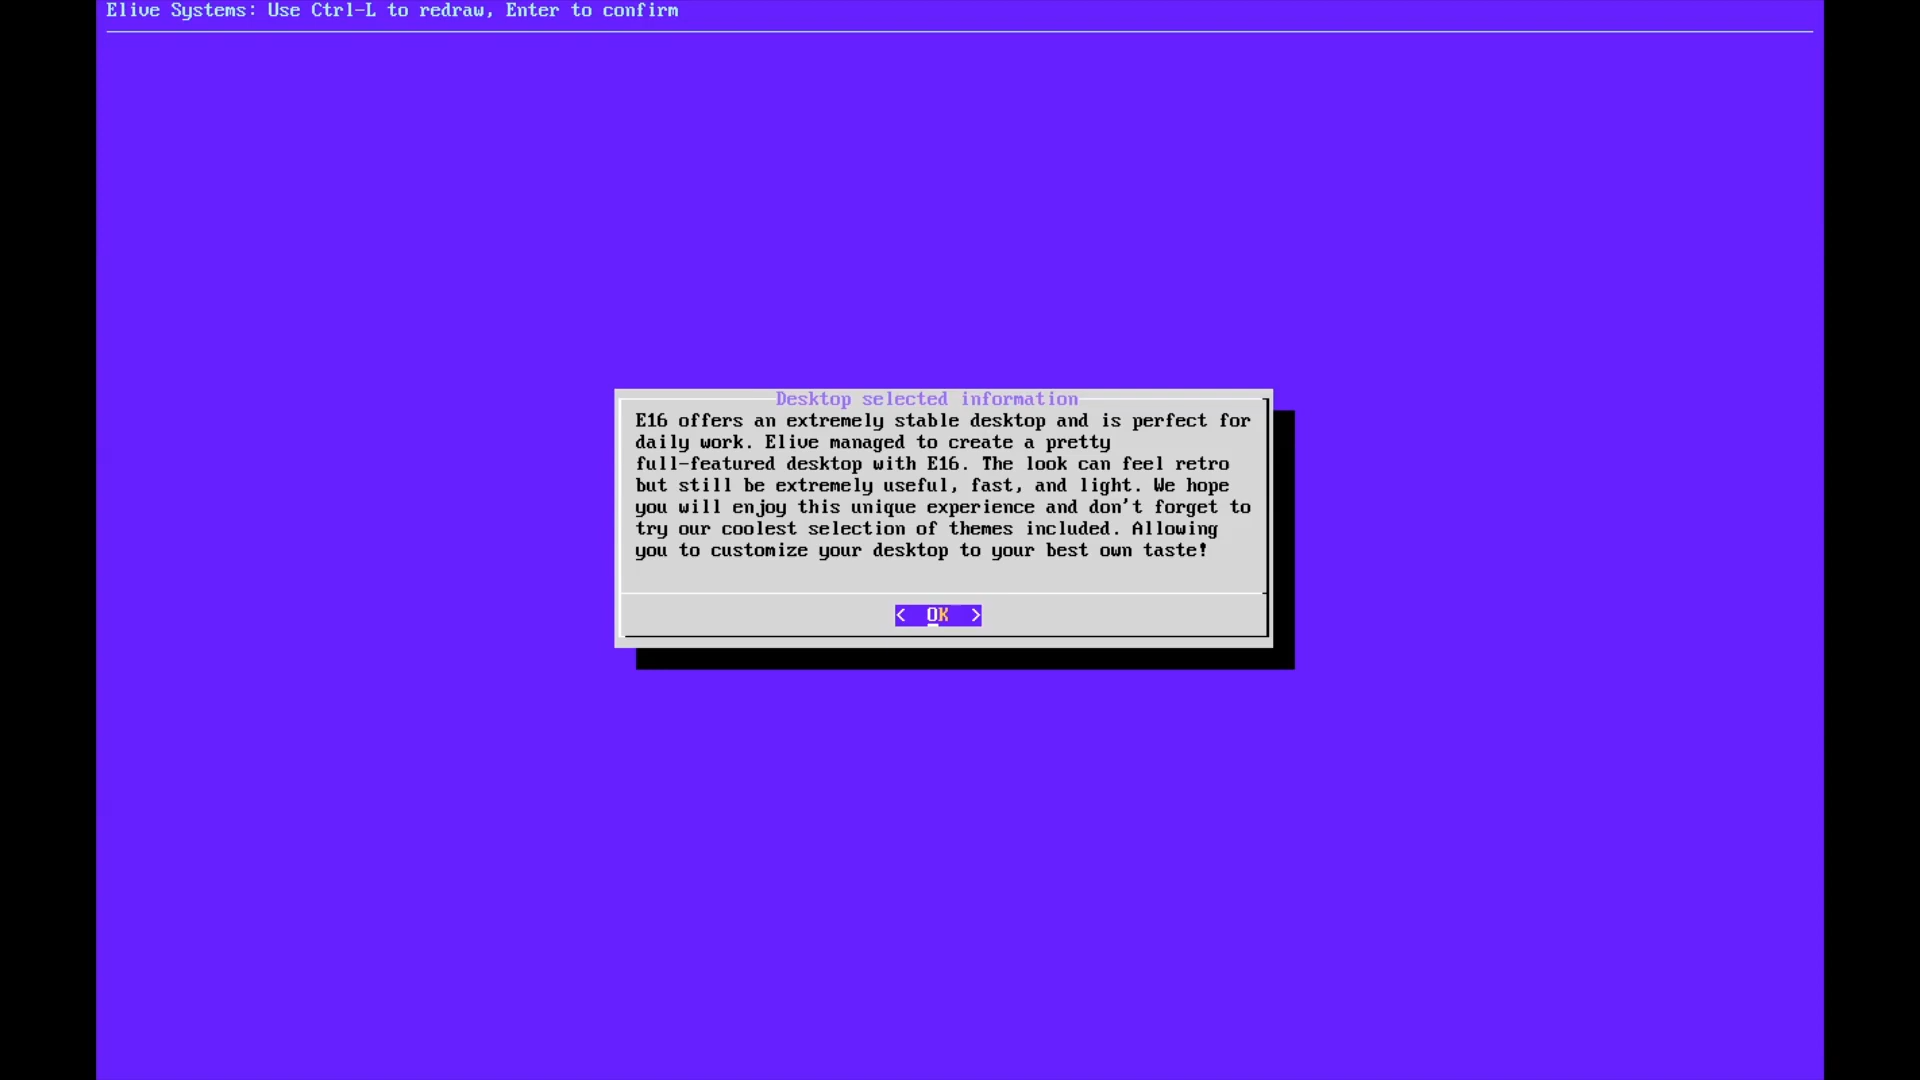 Elive Systems: Use Ctrl-L to redraw, Enter to confirm
Desktop selected information
E16 offers an extremely stable desktop and is perfect for
daily work. Elive managed to create a pretty
full-featured desktop with E16. The look can feel retro
but still be extremely useful, fast, and light. We hope
you will enjoy this unique experience and don't forget to
try our coolest selection of themes included. Allowing
you to customize your desktop to your best own taste!
< OK >